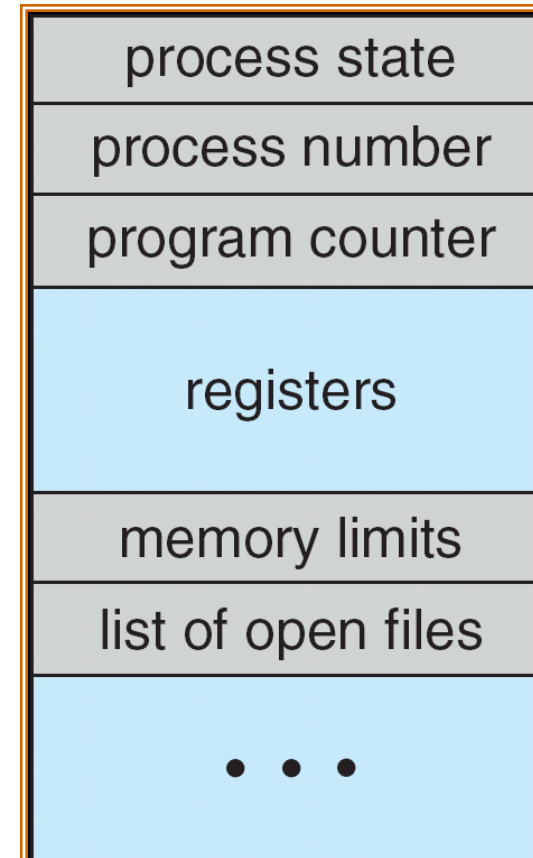 process state
process number
program counter
registers
memory limits
list of open files
• • •